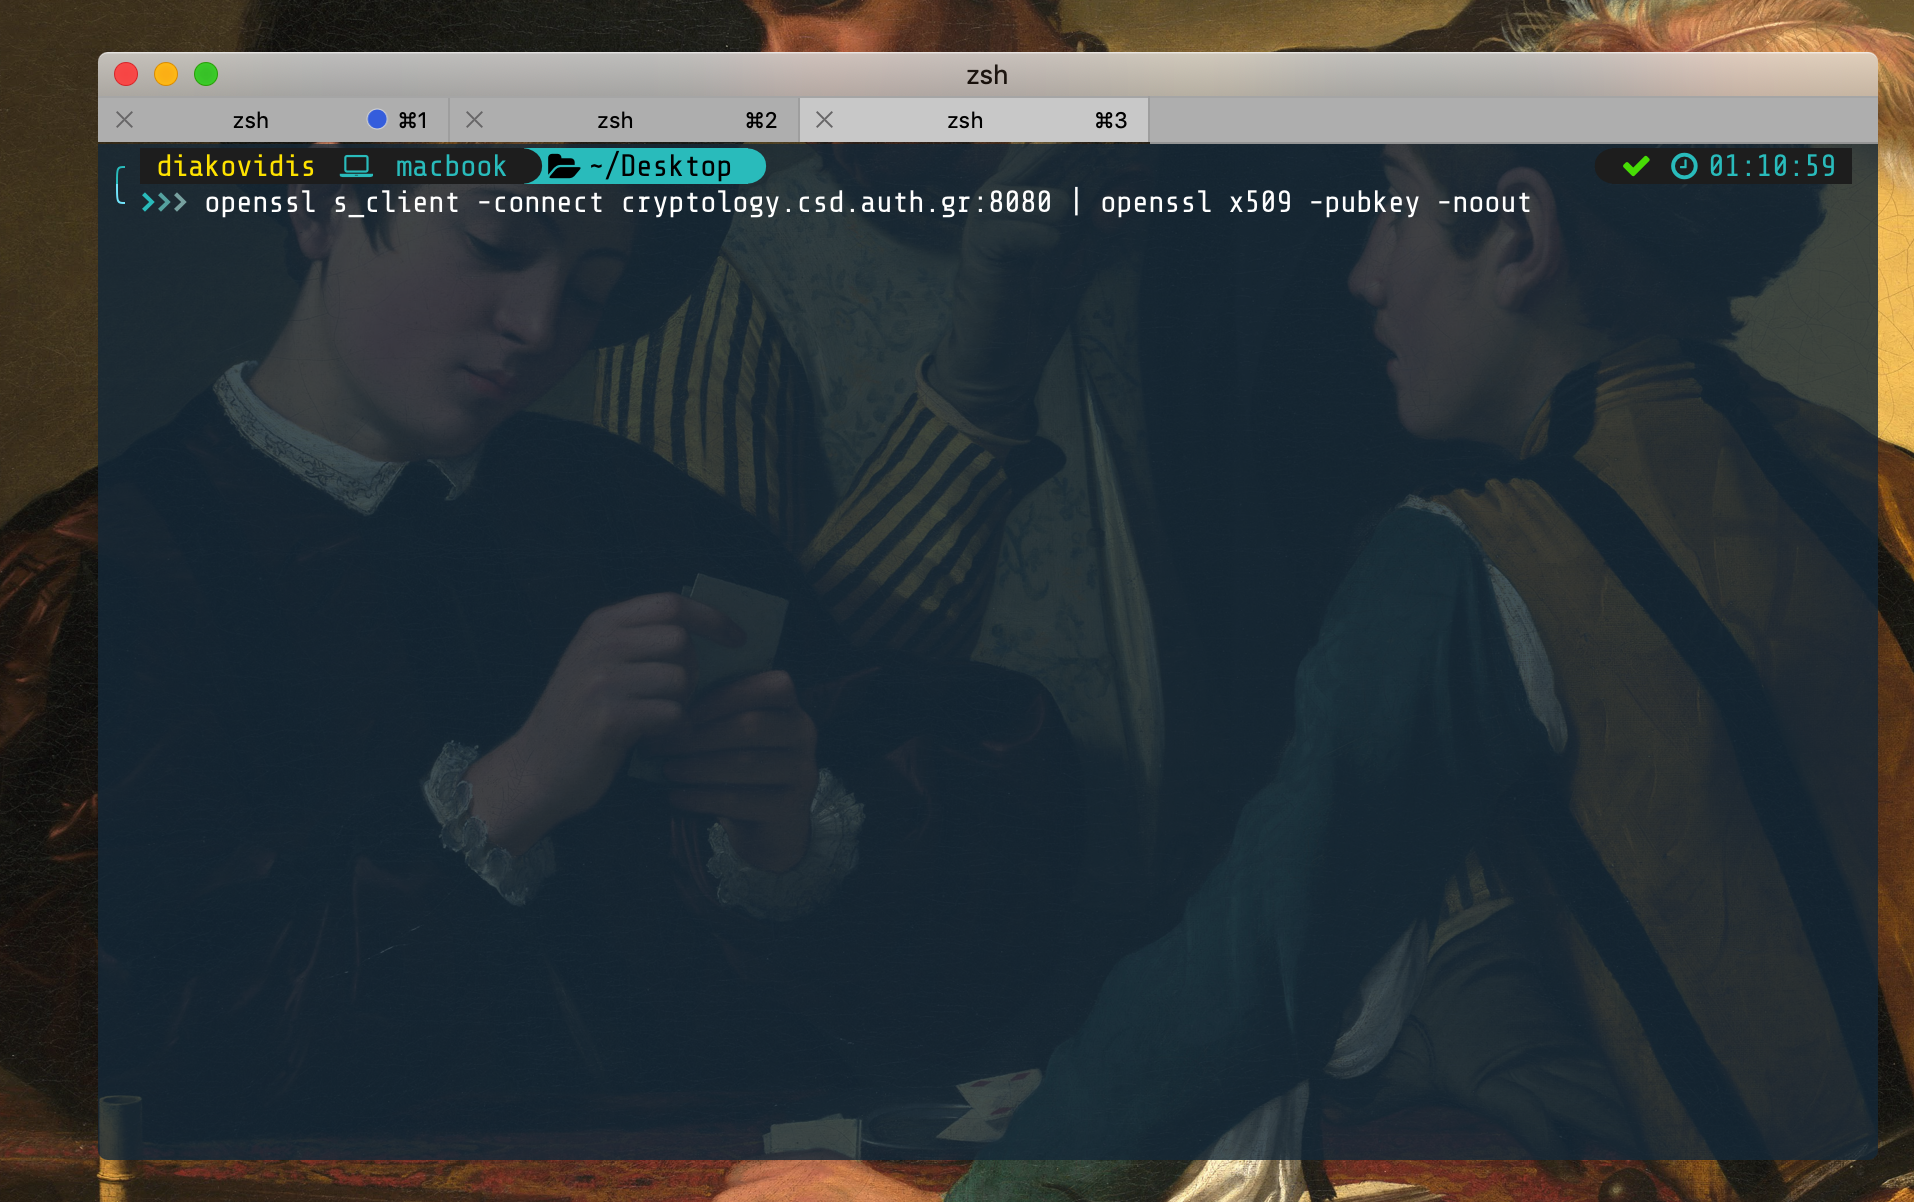 zsh
zsh ⌘1 zsh ⌘2 zsh ⌘3
diakovidis macbook ~/Desktop 01:10:59
>>> openssl s_client -connect cryptology.csd.auth.gr:8080 | openssl x509 -pubkey -noout